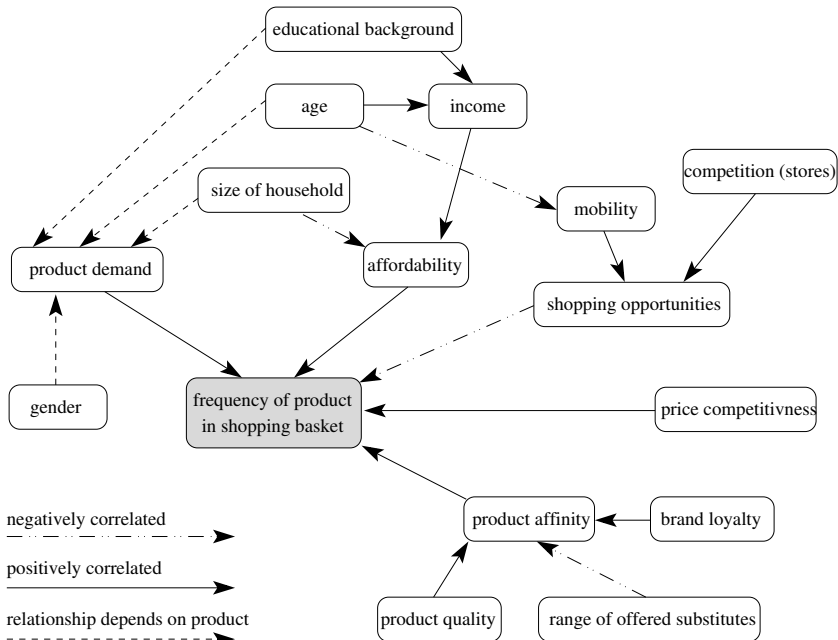 educational background
age
income
size of household
competition (stores)
mobility
product demand
affordability
shopping opportunities
gender
frequency of product
in shopping basket
price competitivness
negatively correlated
product affinity
brand loyalty
positively correlated
relationship depends on product
product quality
range of offered substitutes